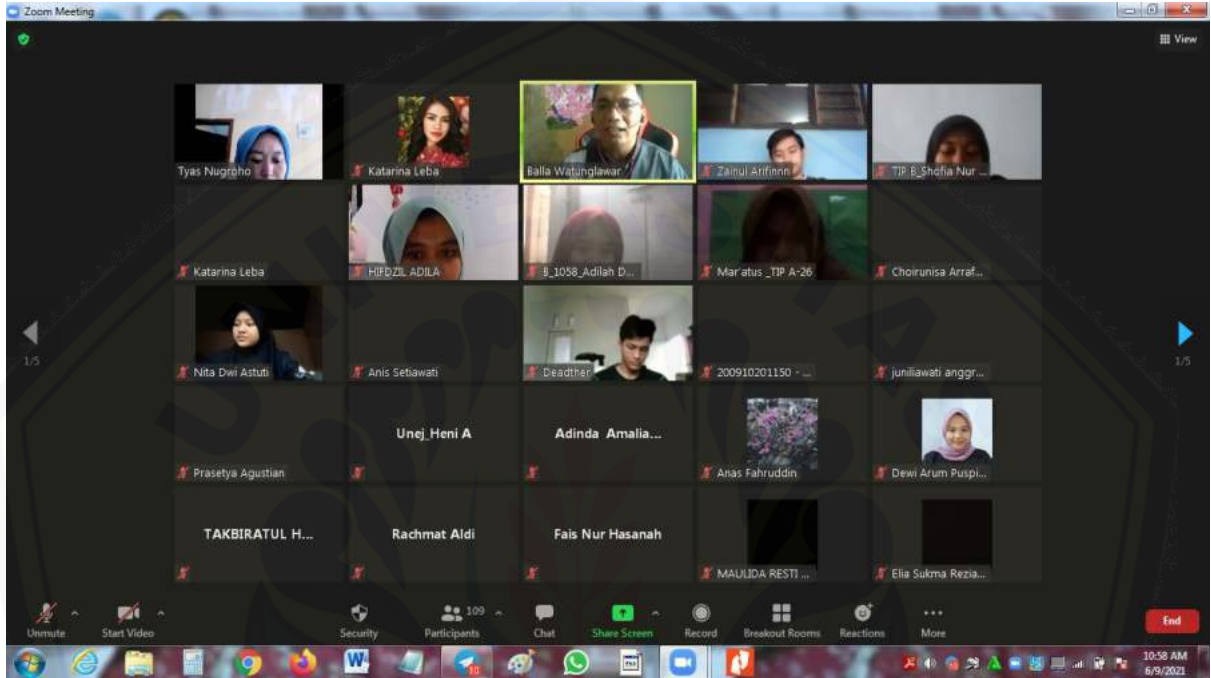 Zoom Meeting
View
Tyas Nugroho
Katarina Leba
Balla Watunglawar
Zainul Arifinnn
TIP B_Shofia Nur ...
Katarina Leba
HIFDZIL ADILA
B_1058_Adilah D...
Mar'atus _TIP A-26
Choirunisa Arraf...
1/5
1/5
Nita Dwi Astuti
Anis Setiawati
Deadther
200910201150 - ...
juniliawati anggr...
Unej_Heni A
Adinda Amalia...
Prasetya Agustian
Anas Fahruddin
Dewi Arum Puspi...
TAKBIRATUL H...
Rachmat Aldi
Fais Nur Hasanah
MAULIDA RESTI ...
Elia Sukma Rezia...
Unmute
Start Video
Security
Participants
109
Chat
Share Screen
Record
Breakout Rooms
Reactions
More
End
10:58 AM
6/9/2021